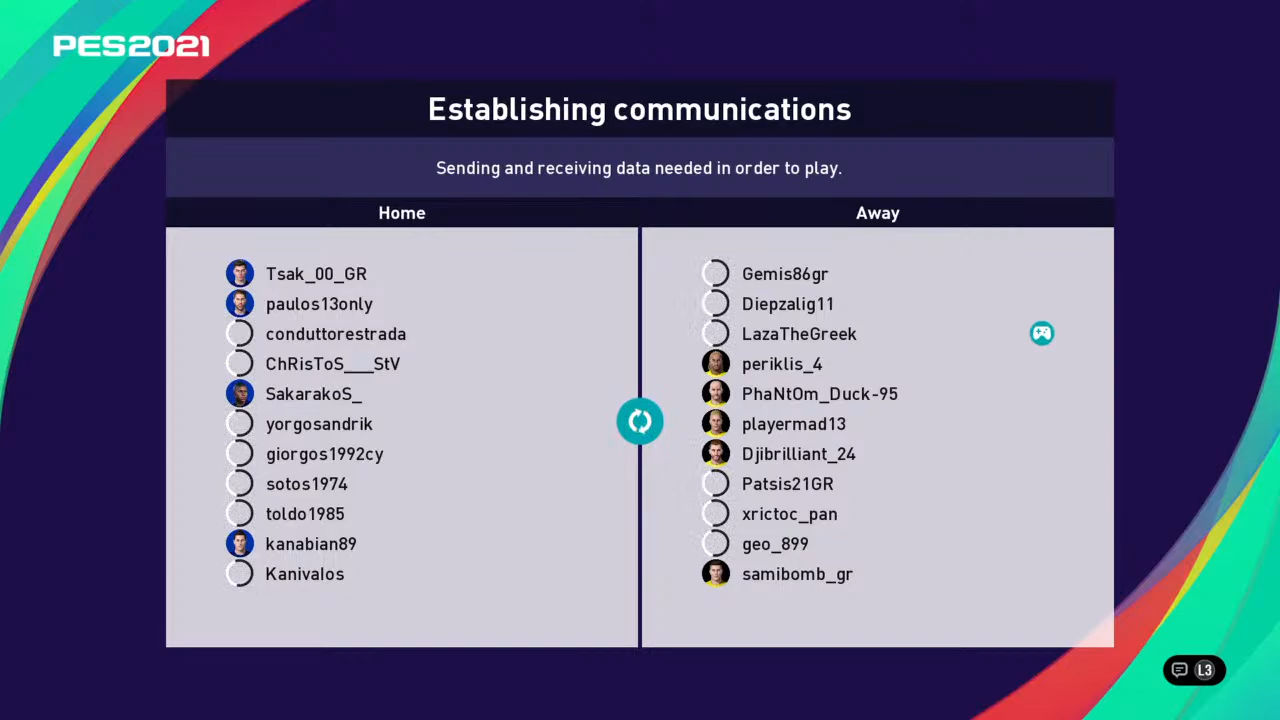 PES2021
Establishing communications
Sending and receiving data needed in order to play.
Home
Away
Tsak_00_GR
paulos13only
conduttorestrada
ChRisToS___StV
SakarakoS_
yorgosandrik
giorgos1992cy
sotos1974
toldo1985
kanabian89
Kanivalos
Gemis86gr
Diepzalig11
LazaTheGreek
periklis_4
PhaNtOm_Duck-95
playermad13
Djibrilliant_24
Patsis21GR
xrictoc_pan
geo_899
samibomb_gr
L3